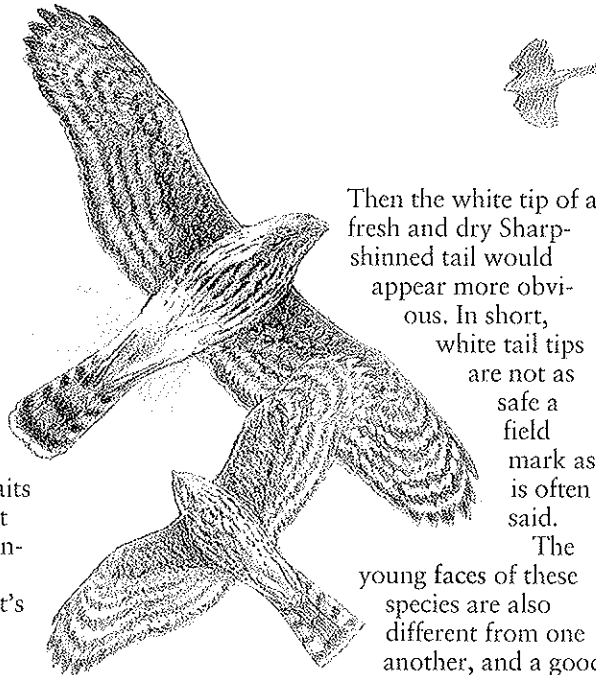 aits
t
n-
t's
Then the white tip of a
fresh and dry Sharp-
shinned tail would
appear more obvi-
ous. In short,
white tail tips
are not as
safe a
field
mark as
is often
said.
The
young faces of these
species are also
different from one
another, and a good